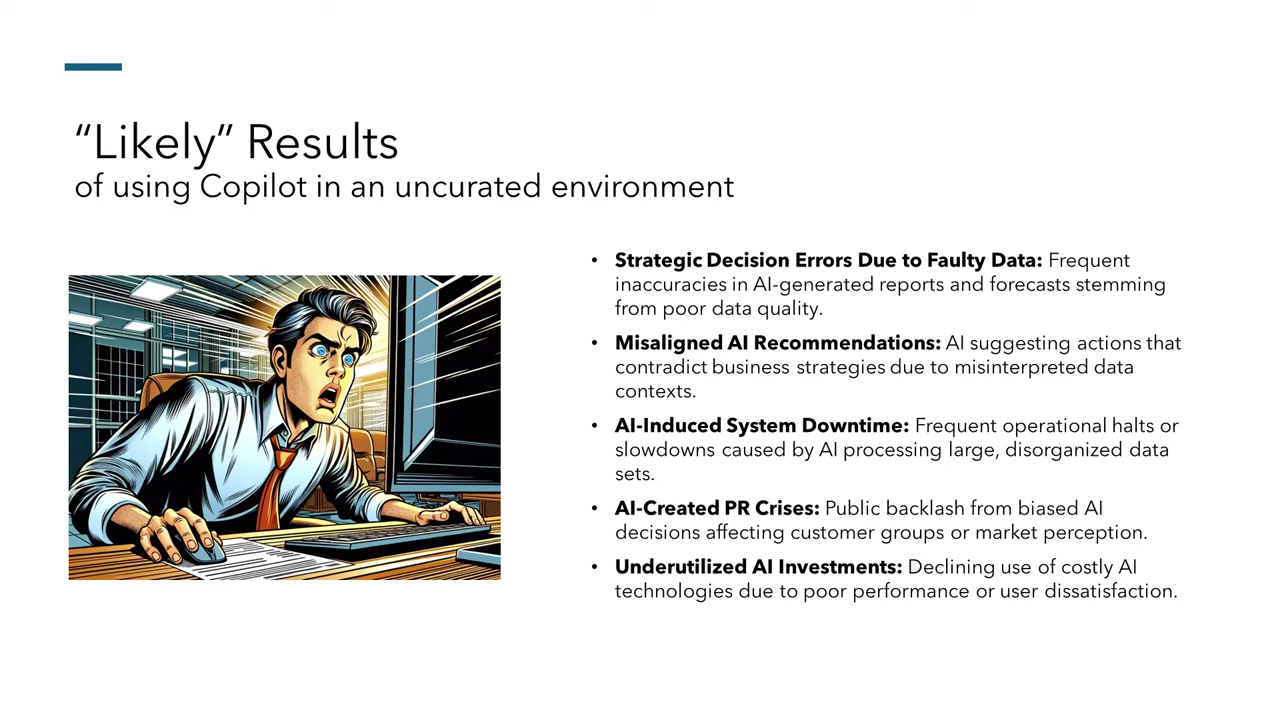 “Likely” Results
of using Copilot in an uncurated environment
• Strategic Decision Errors Due to Faulty Data: Frequent
inaccuracies in AI-generated reports and forecasts stemming
from poor data quality.
• Misaligned AI Recommendations: AI suggesting actions that
contradict business strategies due to misinterpreted data
contexts.
• AI-Induced System Downtime: Frequent operational halts or
slowdowns caused by AI processing large, disorganized data
sets.
• AI-Created PR Crises: Public backlash from biased AI
decisions affecting customer groups or market perception.
• Underutilized AI Investments: Declining use of costly AI
technologies due to poor performance or user dissatisfaction.